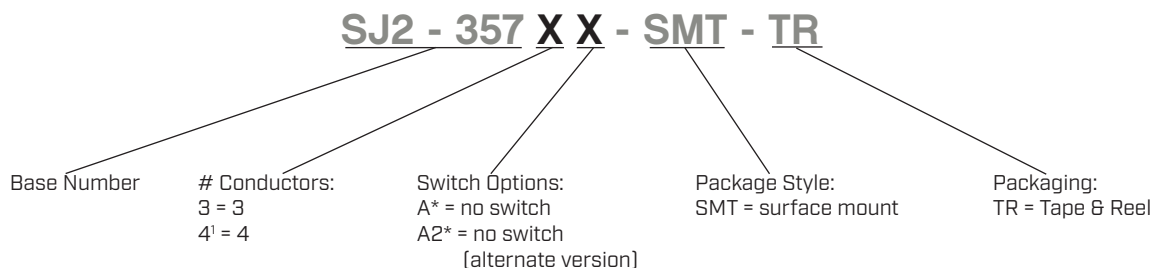 SJ2 - 357 X X - SMT - TR
Base Number
# Conductors:
3 = 3
4¹ = 4
Switch Options:
A* = no switch
A2* = no switch
(alternate version)
Package Style:
SMT = surface mount
Packaging:
TR = Tape & Reel